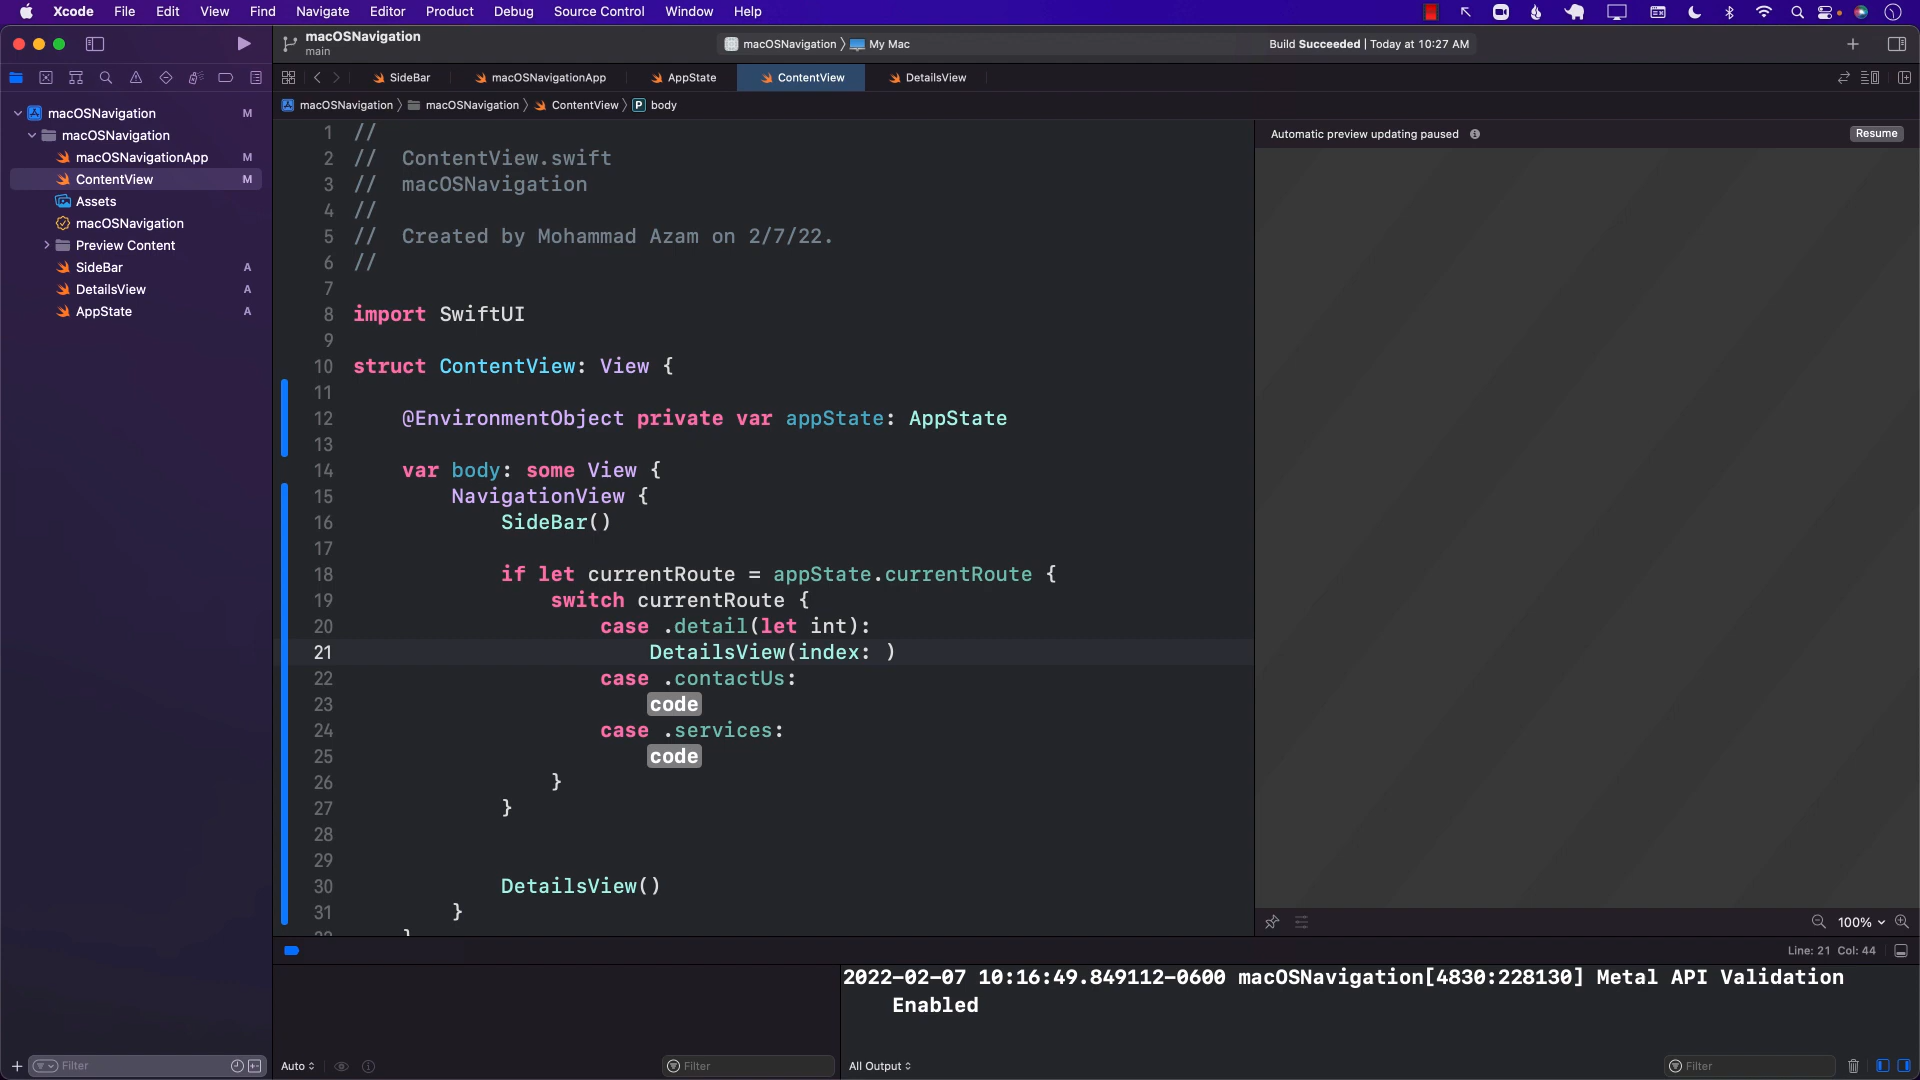 Xcode File Edit View Find Navigate Editor Product Debug Source Control Window Help
macOSNavigation
main
macOSNavigation 〉 My Mac
Build Succeeded | Today at 10:27 AM
SideBar macOSNavigationApp AppState ContentView DetailsView
macOSNavigation 〉 macOSNavigation 〉 ContentView 〉 P body
macOSNavigation M
macOSNavigation
macOSNavigationApp M
ContentView M
Assets
macOSNavigation
Preview Content
SideBar A
DetailsView A
AppState A
1 //
2 //  ContentView.swift
3 //  macOSNavigation
4 //
5 //  Created by Mohammad Azam on 2/7/22.
6 //
7
8 import SwiftUI
9
10 struct ContentView: View {
11
12     @EnvironmentObject private var appState: AppState
13
14     var body: some View {
15         NavigationView {
16             SideBar()
17
18             if let currentRoute = appState.currentRoute {
19                 switch currentRoute {
20                     case .detail(let int):
21                         DetailsView(index: )
22                     case .contactUs:
23                         code
24                     case .services:
25                         code
26                 }
27             }
28
29
30             DetailsView()
31         }
Automatic preview updating paused
Resume
100%
Line: 21 Col: 44
2022-02-07 10:16:49.849112-0600 macOSNavigation[4830:228130] Metal API Validation
Enabled
Filter
Auto
Filter
All Output
Filter